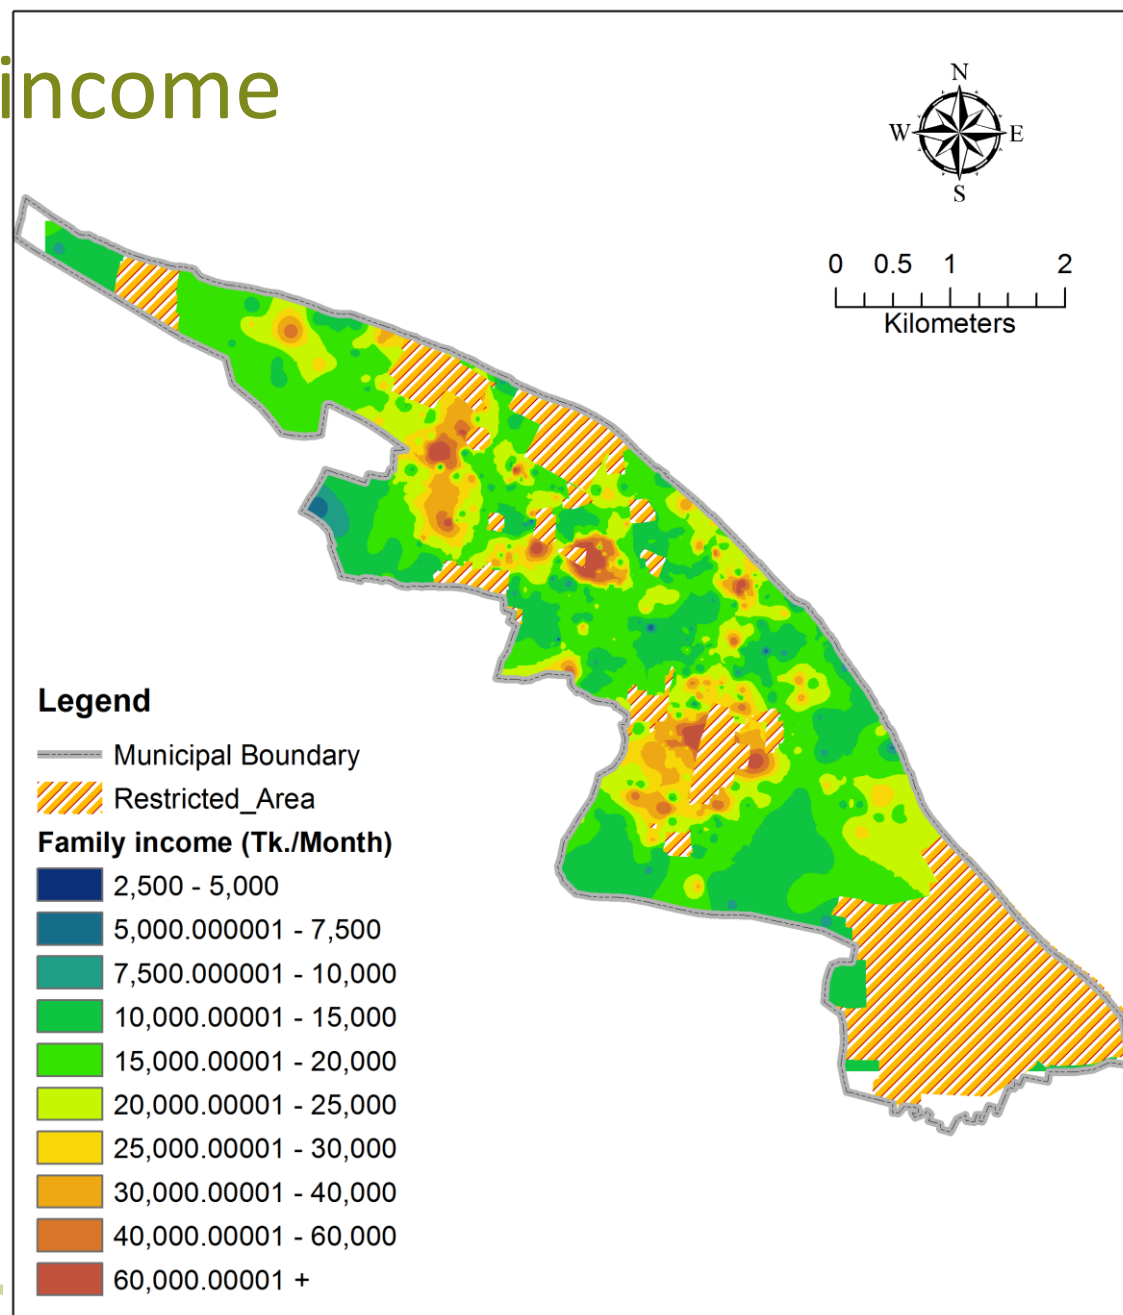 income
N
W E
S
0 0.5 1 2
Kilometers
Legend
Municipal Boundary
Restricted_Area
Family income (Tk./Month)
2,500 - 5,000
5,000.000001 - 7,500
7,500.000001 - 10,000
10,000.00001 - 15,000
15,000.00001 - 20,000
20,000.00001 - 25,000
25,000.00001 - 30,000
30,000.00001 - 40,000
40,000.00001 - 60,000
60,000.00001 +